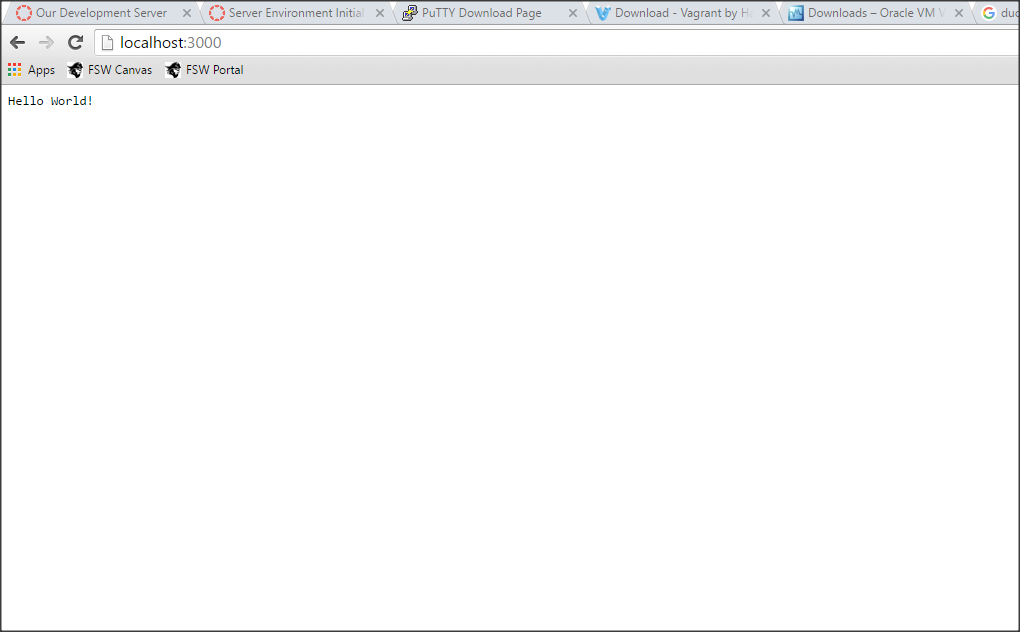 Our Development Server Server Environment Initial PuTTY Download Page Download - Vagrant by H Downloads – Oracle VM V duc
localhost:3000
Apps FSW Canvas FSW Portal
Hello World!